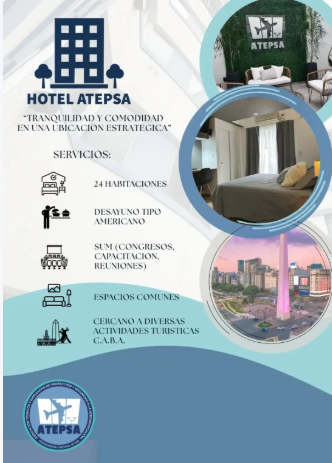 ATEPSA
HOTEL ATEPSA
"TRANQUILIDAD Y COMODIDAD
EN UNA UBICACION ESTRATEGICA"
SERVICIOS:
24 HABITACIONES
DESAYUNO TIPO
AMERICANO
SUM (CONGRESOS,
CAPACITACION,
REUNIONES)
ESPACIOS COMUNES
CERCANO A DIVERSAS
ACTIVIDADES TURISTICAS
C.A.B.A.
ATEPSA